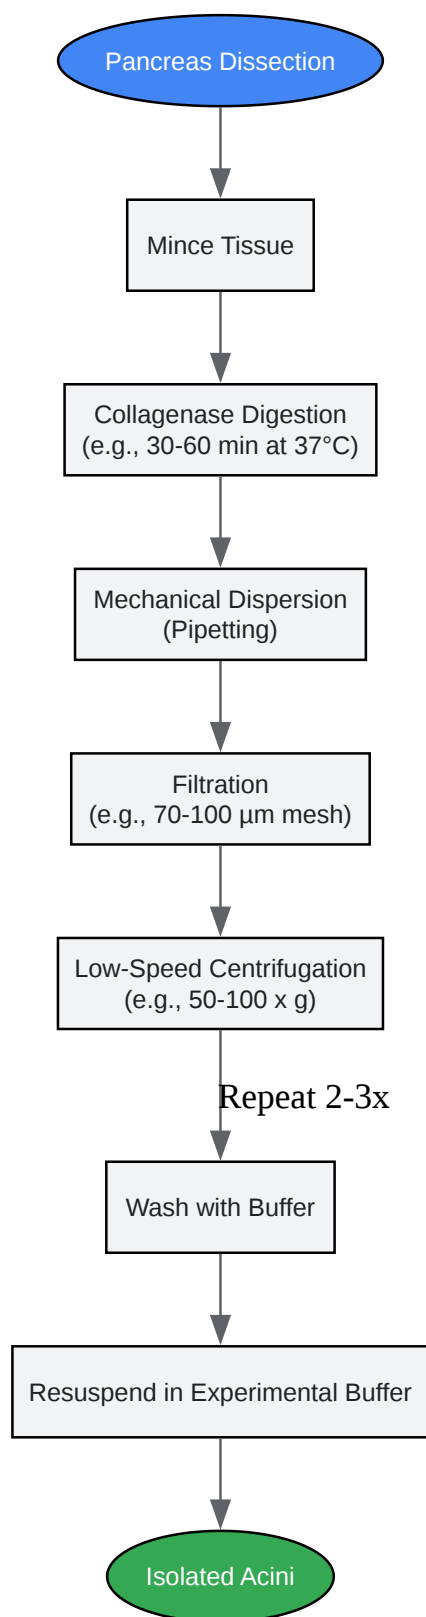 Pancreas Dissection
Mince Tissue
Collagenase Digestion
(e.g., 30-60 min at 37°C)
Mechanical Dispersion
(Pipetting)
Filtration
(e.g., 70-100 µm mesh)
Low-Speed Centrifugation
(e.g., 50-100 x g)
Repeat 2-3x
Wash with Buffer
Resuspend in Experimental Buffer
Isolated Acini